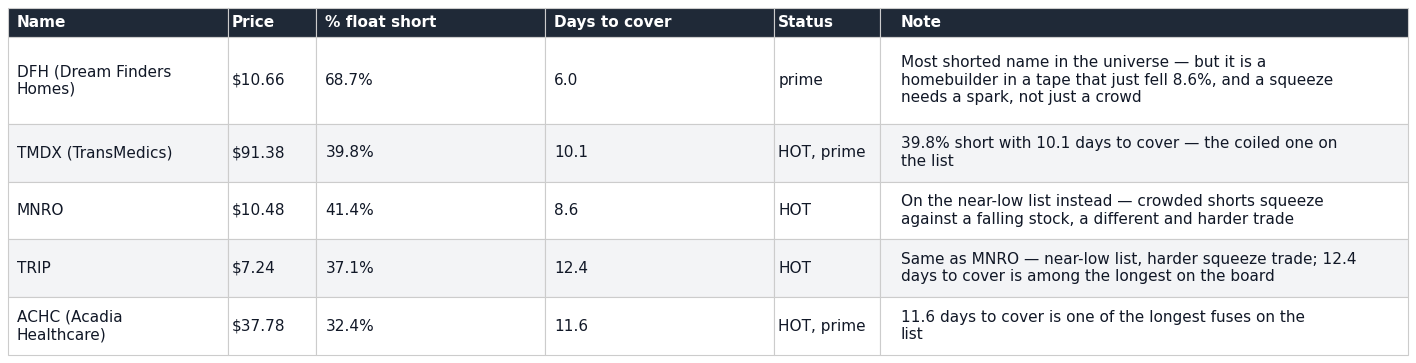 Name Price % float short Days to cover Status Note
DFH (Dream Finders
Homes) $10.66 68.7% 6.0 prime Most shorted name in the universe — but it is a
homebuilder in a tape that just fell 8.6%, and a squeeze
needs a spark, not just a crowd
TMDX (TransMedics) $91.38 39.8% 10.1 HOT, prime 39.8% short with 10.1 days to cover — the coiled one on
the list
MNRO $10.48 41.4% 8.6 HOT On the near-low list instead — crowded shorts squeeze
against a falling stock, a different and harder trade
TRIP $7.24 37.1% 12.4 HOT Same as MNRO — near-low list, harder squeeze trade; 12.4
days to cover is among the longest on the board
ACHC (Acadia
Healthcare) $37.78 32.4% 11.6 HOT, prime 11.6 days to cover is one of the longest fuses on the
list